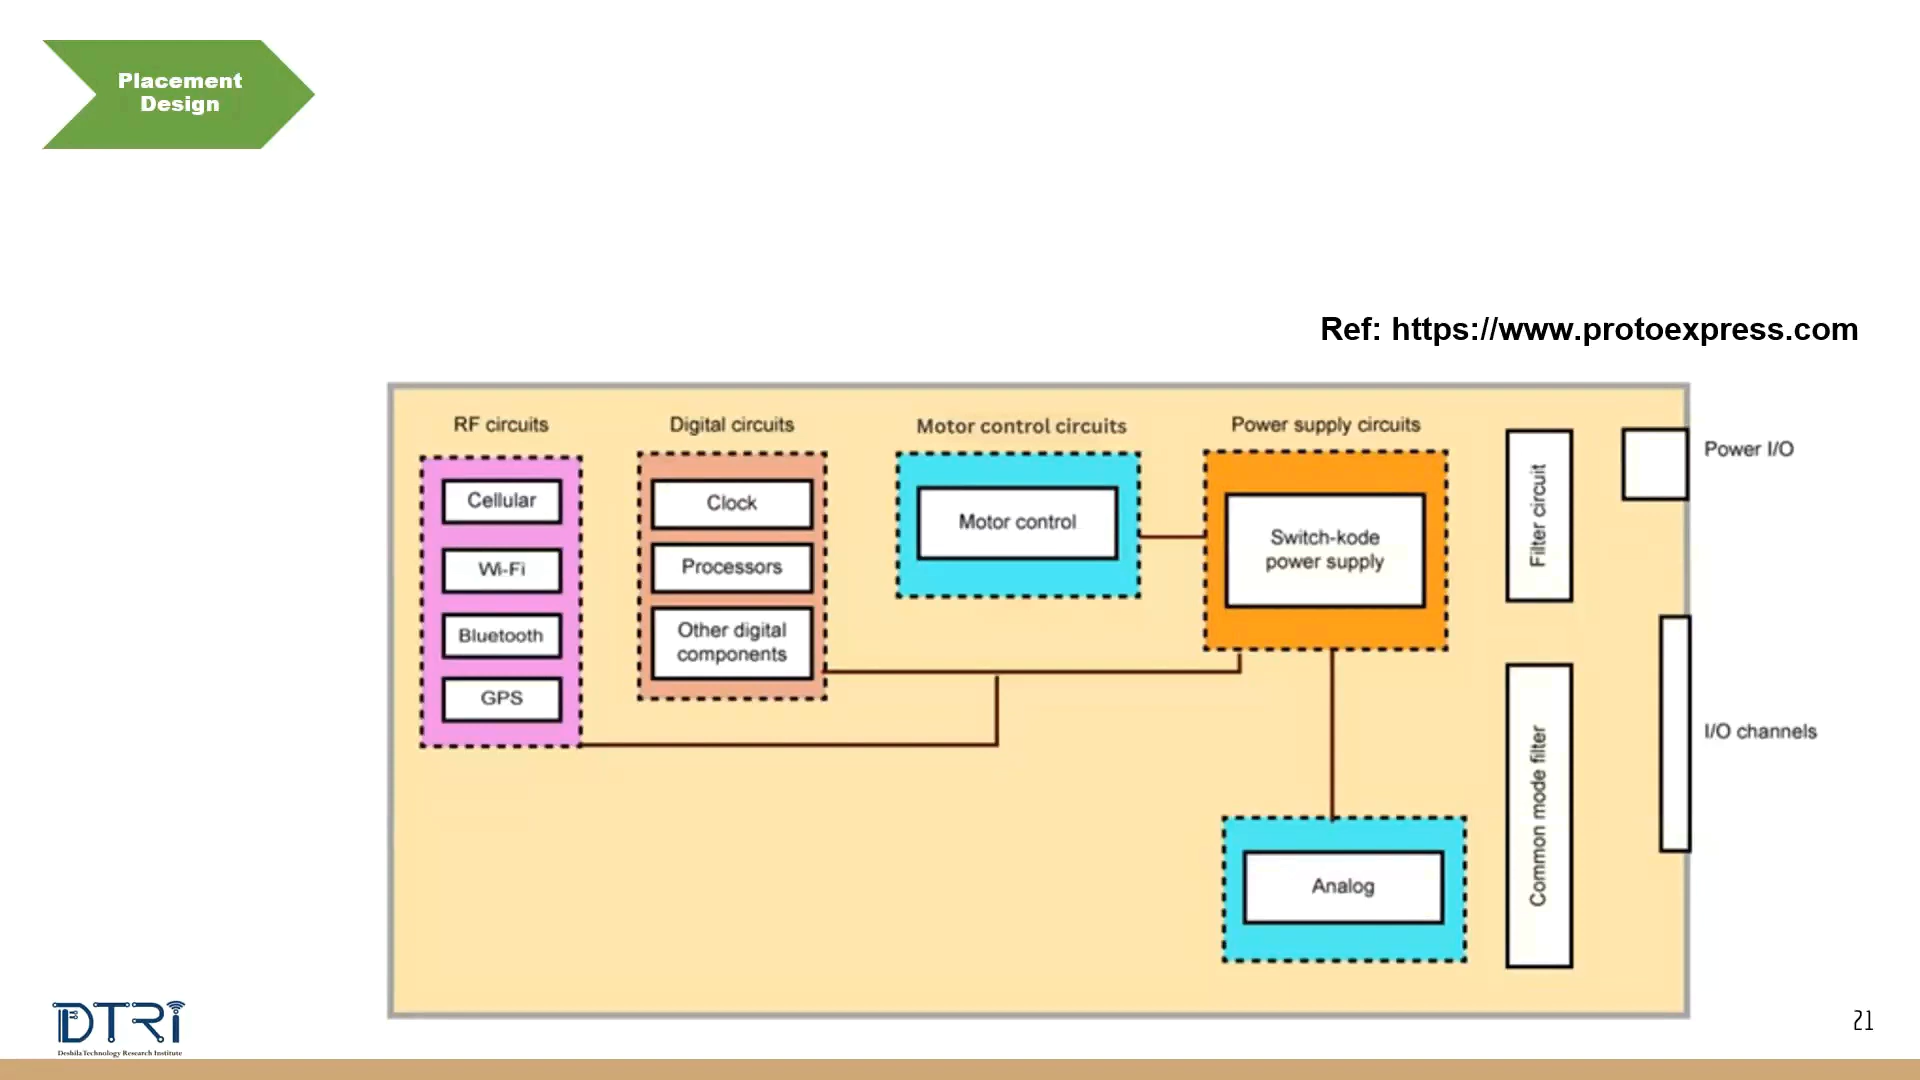 Placement
Design
Ref: https://www.protoexpress.com
RF circuits
Cellular
Wi-Fi
Bluetooth
GPS
Digital circuits
Clock
Processors
Other digital
components
Motor control circuits
Motor control
Power supply circuits
Switch-kode
power supply
Analog
Filter circuit
Common mode filter
Power I/O
I/O channels
DTRi
Deshila Technology Research Institute
21